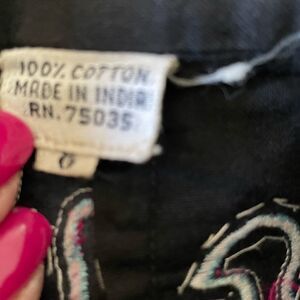 100% COTTON
MADE IN INDIA
RN. 75035